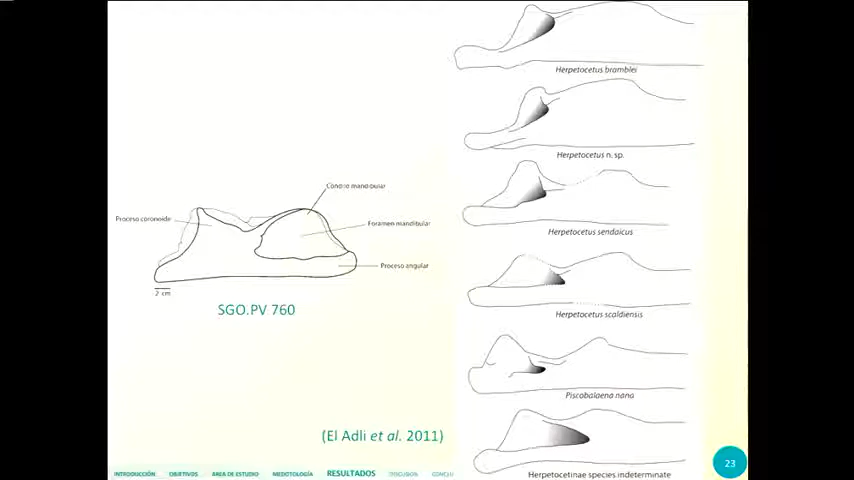 Herpetocetus bramblei
Herpetocetus n. sp.
Cóndilo mandibular
Proceso coronoide
Foramen mandibular
Herpetocetus sendaicus
Proceso angular
2 cm
SGO.PV 760
Herpetocetus scaldiensis
Piscobalaena nana
(El Adli et al. 2011)
23
INTRODUCCIÓN OBJETIVOS AREA DE ESTUDIO METODOLOGÍA RESULTADOS DISCUSION CONCLU
Herpetocetinae species indeterminate